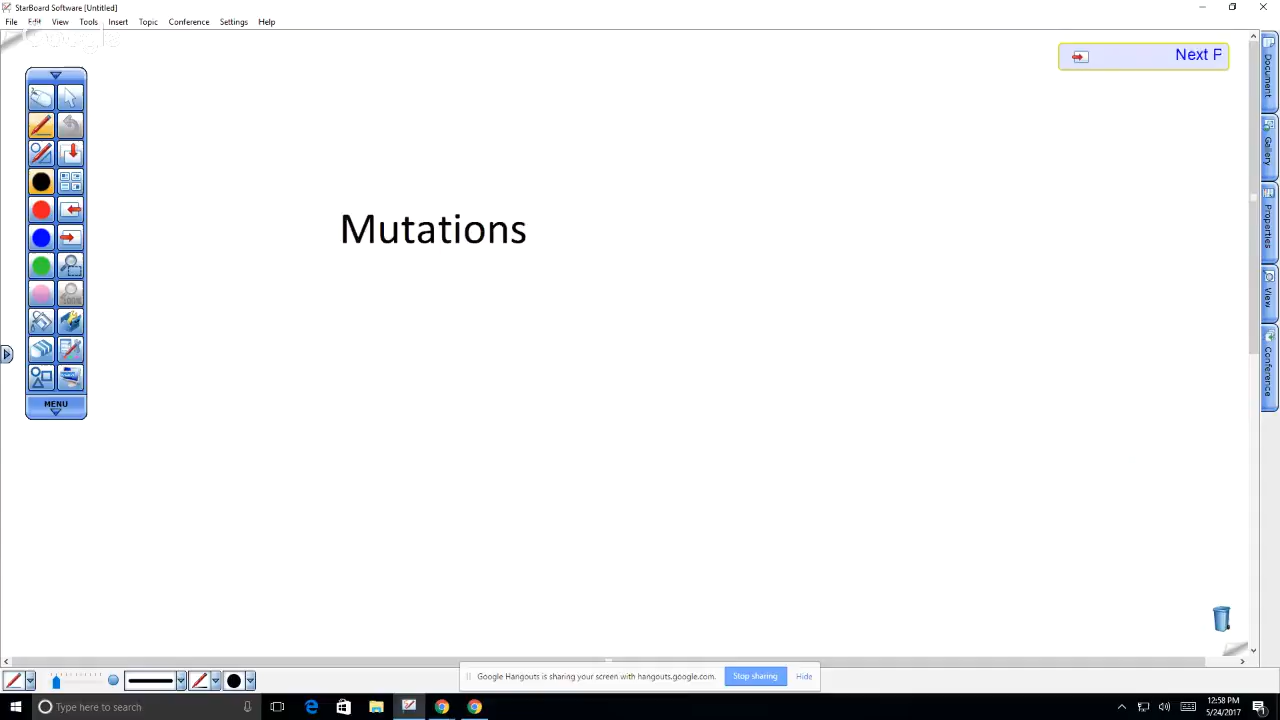 StarBoard Software [Untitled]
File Edit View Tools Insert Topic Conference Settings Help
Google
Next P
Document
Gallery
Properties
View
Conference
Mutations
100%
MENU
Google Hangouts is sharing your screen with hangouts.google.com.
Stop sharing
Hide
Type here to search
12:58 PM
5/24/2017